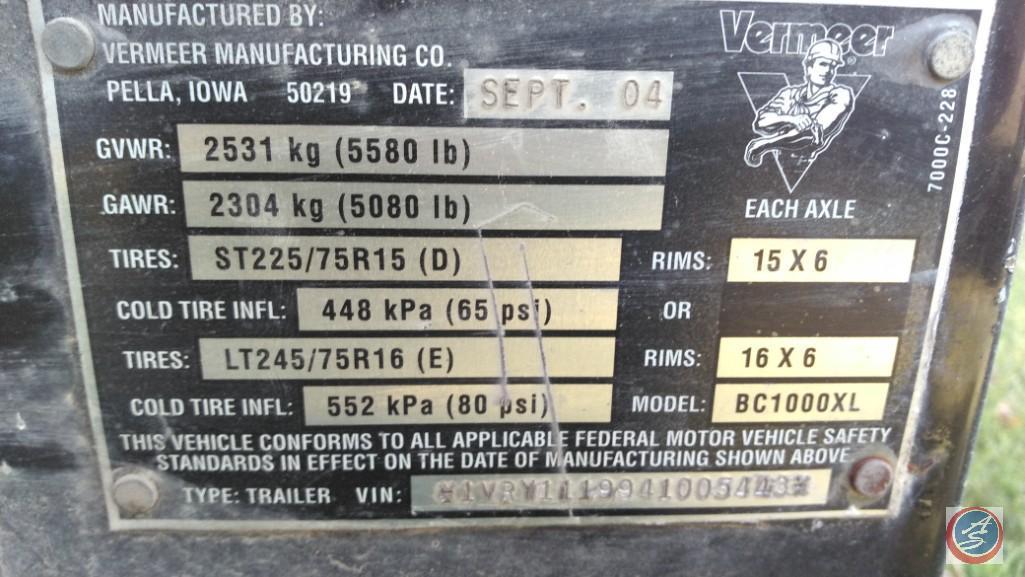 MANUFACTURED BY:
VERMEER MANUFACTURING CO.
PELLA, IOWA 50219 DATE: SEPT. 04
Vermeer®
7000C-228
GVWR: 2531 kg (5580 lb)
GAWR: 2304 kg (5080 lb) EACH AXLE
TIRES: ST225/75R15 (D) RIMS: 15 X 6
COLD TIRE INFL: 448 kPa (65 psi) OR
TIRES: LT245/75R16 (E) RIMS: 16 X 6
COLD TIRE INFL: 552 kPa (80 psi) MODEL: BC1000XL
THIS VEHICLE CONFORMS TO ALL APPLICABLE FEDERAL MOTOR VEHICLE SAFETY
STANDARDS IN EFFECT ON THE DATE OF MANUFACTURING SHOWN ABOVE
TYPE: TRAILER VIN: *1VRY1119941005443*
AS